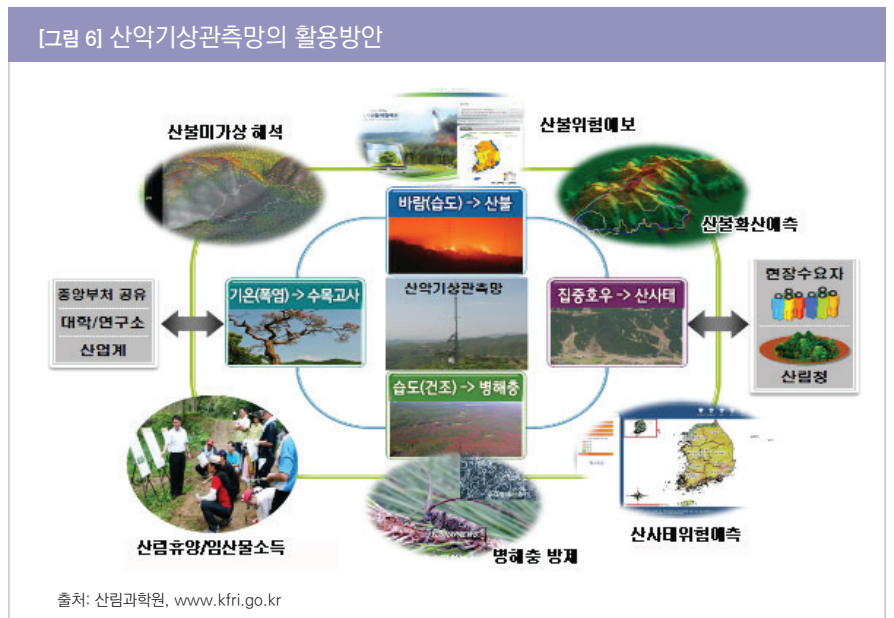 [그림 6] 산악기상관측망의 활용방안
산불미가상 해석
산불위험예보
산불확산예측
바람(습도) -> 산불
중앙부처 공유
대학/연구소
산업계
기온(폭염) -> 수목고사
산악기상관측망
집중호우 -> 산사태
현장수요자
산림청
습도(건조) -> 병해충
산림휴양/임산물소득
병해충 방제
산사태위험예측
출처: 산림과학원, www.kfri.go.kr